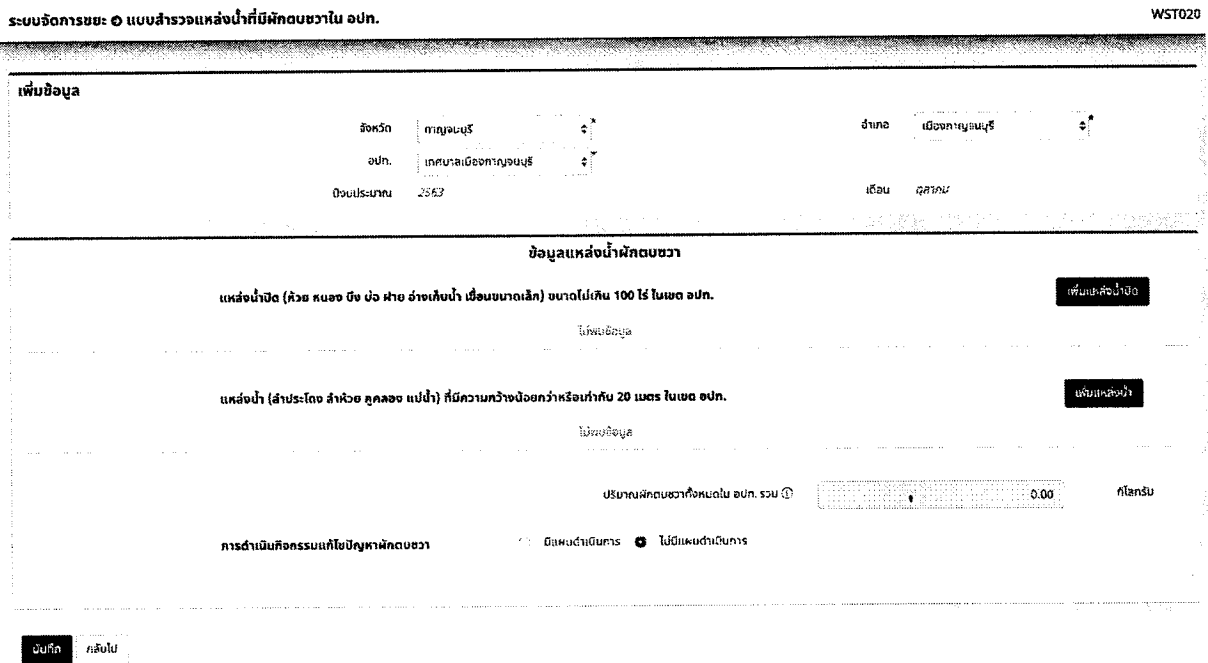 ระบบจัดการขยะ แบบสำรวจแหล่งน้ำที่มีผักตบชวาใน อปท.
WST020
เพิ่มข้อมูล
จังหวัด กาญจนบุรี * อำเภอ เมืองกาญจนบุรี *
อปท. เทศบาลเมืองกาญจนบุรี *
ปีงบประมาณ 2563 เดือน ตุลาคม
ข้อมูลแหล่งน้ำผักตบชวา
แหล่งน้ำปิด (ห้วย หนอง บึง บ่อ ฝาย อ่างเก็บน้ำ เขื่อนขนาดเล็ก) ขนาดไม่เกิน 100 ไร่ ในเขต อปท. เพิ่มแหล่งน้ำปิด
ไม่พบข้อมูล
แหล่งน้ำ (ลำประโดง ลำห้วย คูคลอง แม่น้ำ) ที่มีความกว้างน้อยกว่าหรือเท่ากับ 20 เมตร ในเขต อปท. เพิ่มแหล่งน้ำ
ไม่พบข้อมูล
ปริมาณผักตบชวาทั้งหมดใน อปท. รวม 0.00 กิโลกรัม
การดำเนินกิจกรรมแก้ไขปัญหาผักตบชวา มีแผนดำเนินการ ไม่มีแผนดำเนินการ
บันทึก กลับไป